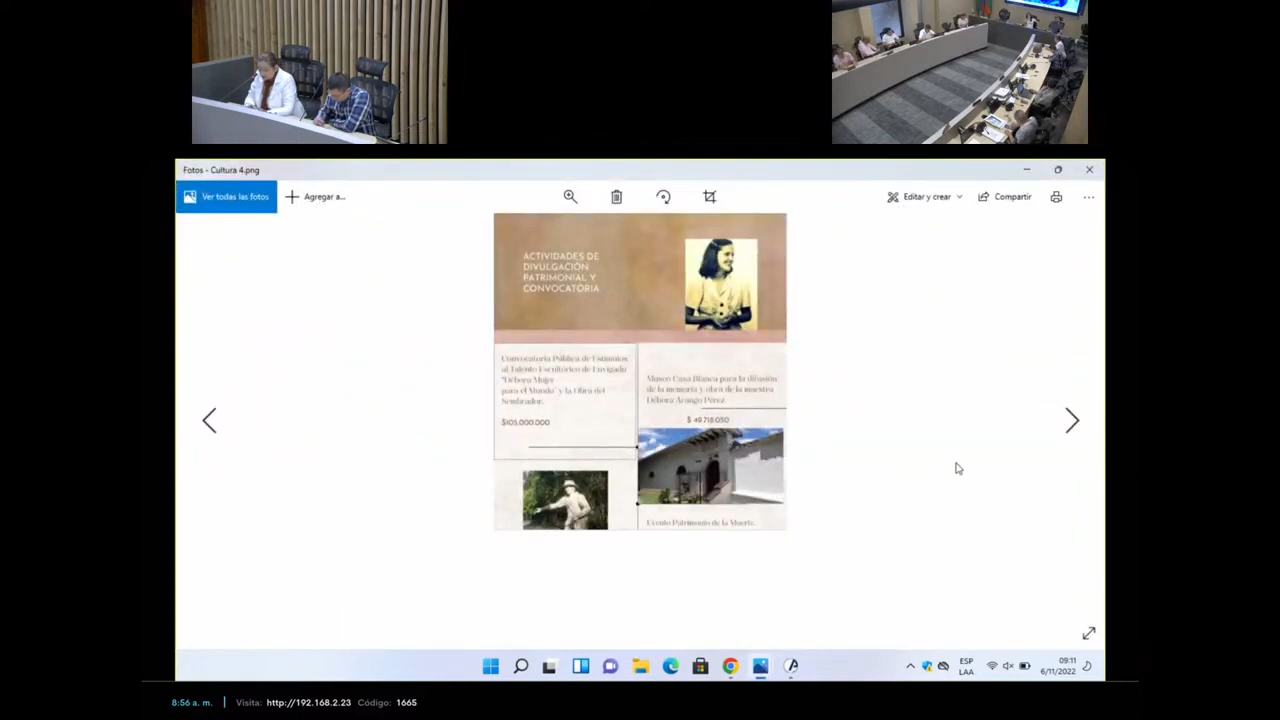 Fotos - Cultura 4.png
Ver todas las fotos
Agregar a...
Editar y crear
Compartir
ACTIVIDADES DE
DIVULGACIÓN
PATRIMONIAL Y
CONVOCATORIA
Convocatoria Pública de Estímulos
al Talento Escultórico de Envigado
"Débora Mujer
para el Mundo" y la Obra del
Sembrador.
$105.000.000
Museo Casa Blanca para la difusión
de la memoria y obra de la maestra
Débora Arango Pérez
$ 49.718.050
Evento Patrimonio de la Muerte.
ESP
LAA
09:11
6/11/2022
8:56 a. m.
Visita: http://192.168.2.23 Código: 1665